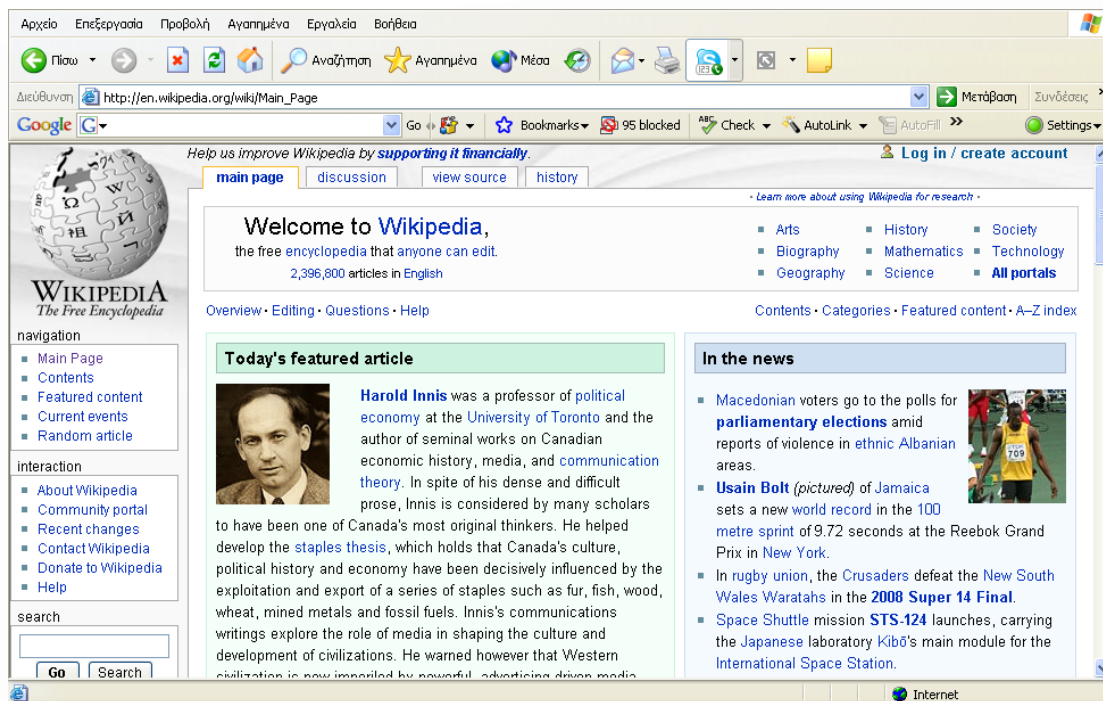 Αρχείο Επεξεργασία Προβολή Αγαπημένα Εργαλεία Βοήθεια
Πίσω Αναζήτηση Αγαπημένα Μέσα
Διεύθυνση http://en.wikipedia.org/wiki/Main_Page Μετάβαση Συνδέσεις »
Google G Go Bookmarks 95 blocked ABC Check AutoLink AutoFill » Settings
Help us improve Wikipedia by supporting it financially. Log in / create account
main page discussion view source history
- Learn more about using Wikipedia for research -
Welcome to Wikipedia,
the free encyclopedia that anyone can edit.
2,396,800 articles in English
Arts History Society
Biography Mathematics Technology
Geography Science All portals
WIKIPEDIA
The Free Encyclopedia
Overview · Editing · Questions · Help Contents · Categories · Featured content · A–Z index
navigation
Main Page
Contents
Featured content
Current events
Random article
interaction
About Wikipedia
Community portal
Recent changes
Contact Wikipedia
Donate to Wikipedia
Help
search
Go Search
Today's featured article
Harold Innis was a professor of political
economy at the University of Toronto and the
author of seminal works on Canadian
economic history, media, and communication
theory. In spite of his dense and difficult
prose, Innis is considered by many scholars
to have been one of Canada's most original thinkers. He helped
develop the staples thesis, which holds that Canada's culture,
political history and economy have been decisively influenced by the
exploitation and export of a series of staples such as fur, fish, wood,
wheat, mined metals and fossil fuels. Innis's communications
writings explore the role of media in shaping the culture and
development of civilizations. He warned however that Western
civilization is now imperiled by powerful, advertising driven media
In the news
Macedonian voters go to the polls for
parliamentary elections amid
reports of violence in ethnic Albanian
areas.
Usain Bolt (pictured) of Jamaica
sets a new world record in the 100
metre sprint of 9.72 seconds at the Reebok Grand
Prix in New York.
In rugby union, the Crusaders defeat the New South
Wales Waratahs in the 2008 Super 14 Final.
Space Shuttle mission STS-124 launches, carrying
the Japanese laboratory Kibō's main module for the
International Space Station.
709
Internet